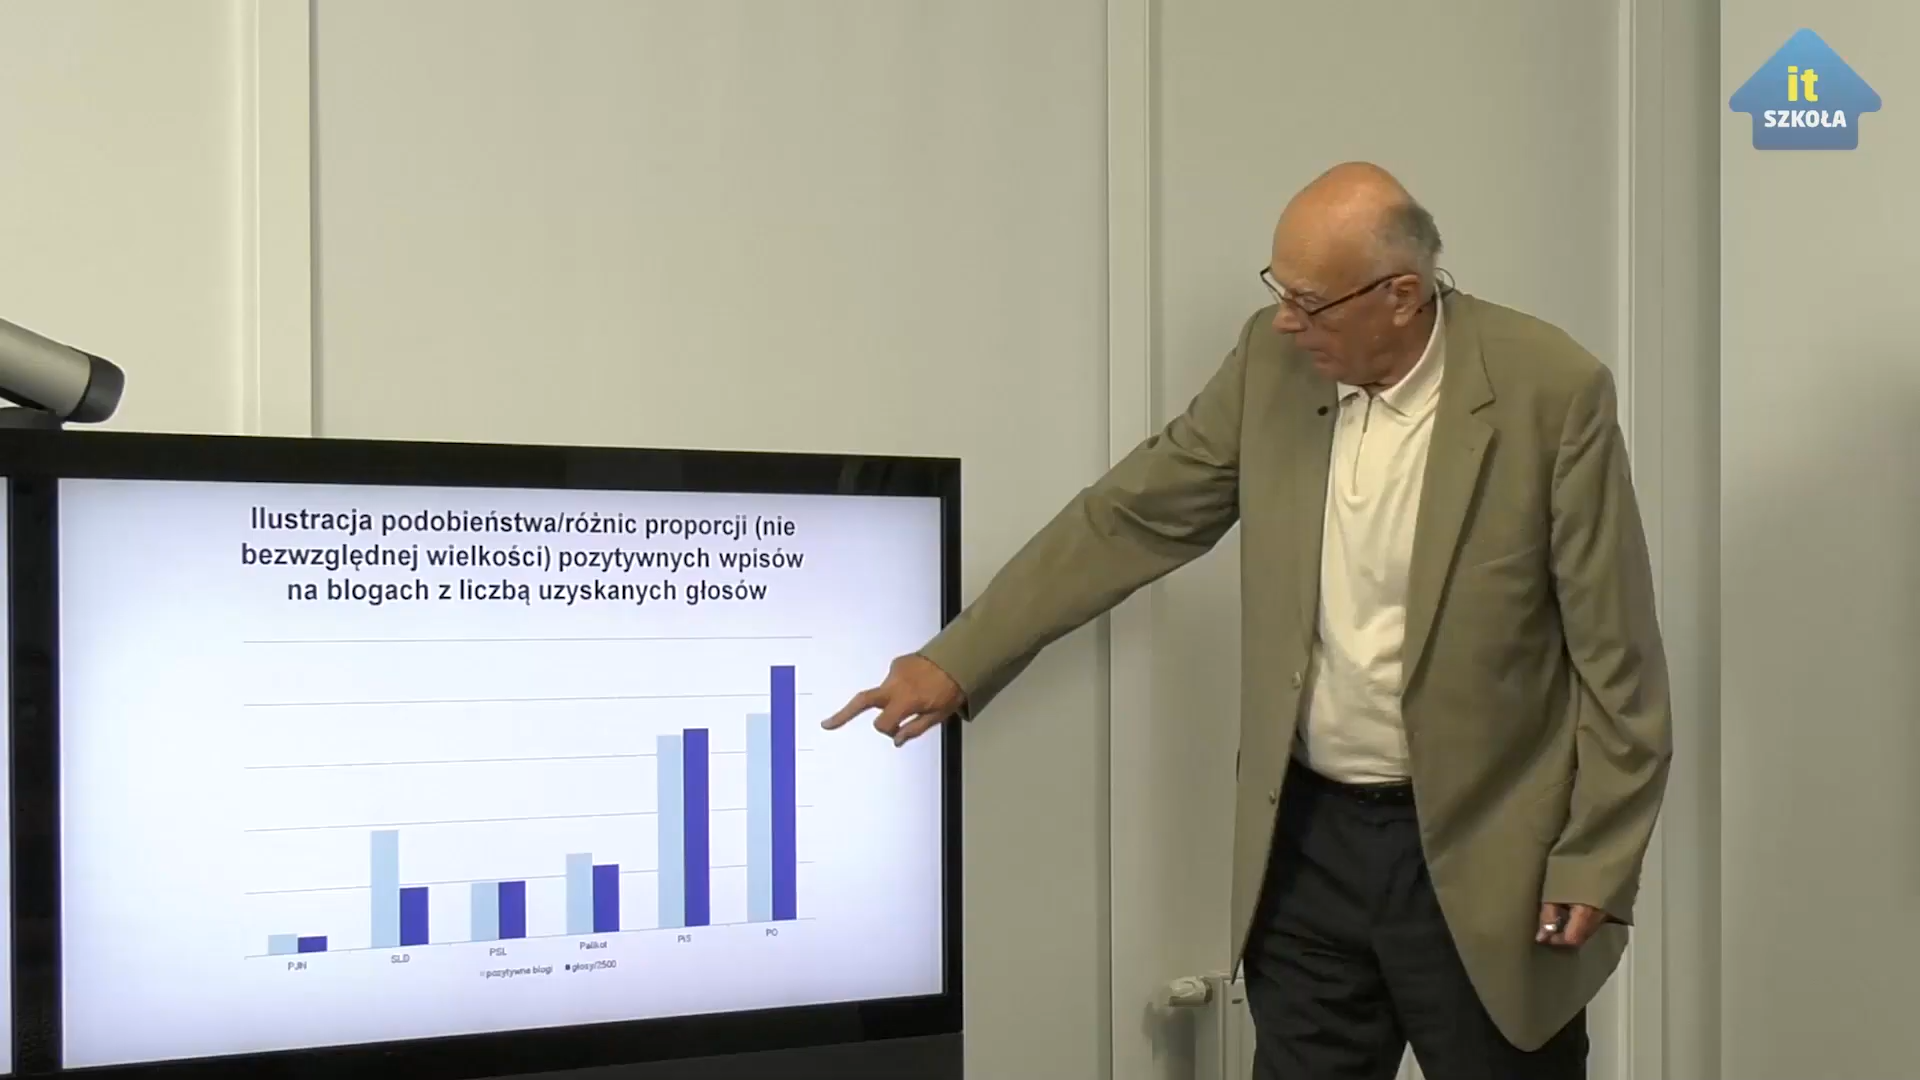 it
SZKOŁA
Ilustracja podobieństwa/różnic proporcji (nie
bezwzględnej wielkości) pozytywnych wpisów
na blogach z liczbą uzyskanych głosów
PJN
SLD
PSL
Palikot
PiS
PO
pozytywne blogi
głosy/2500